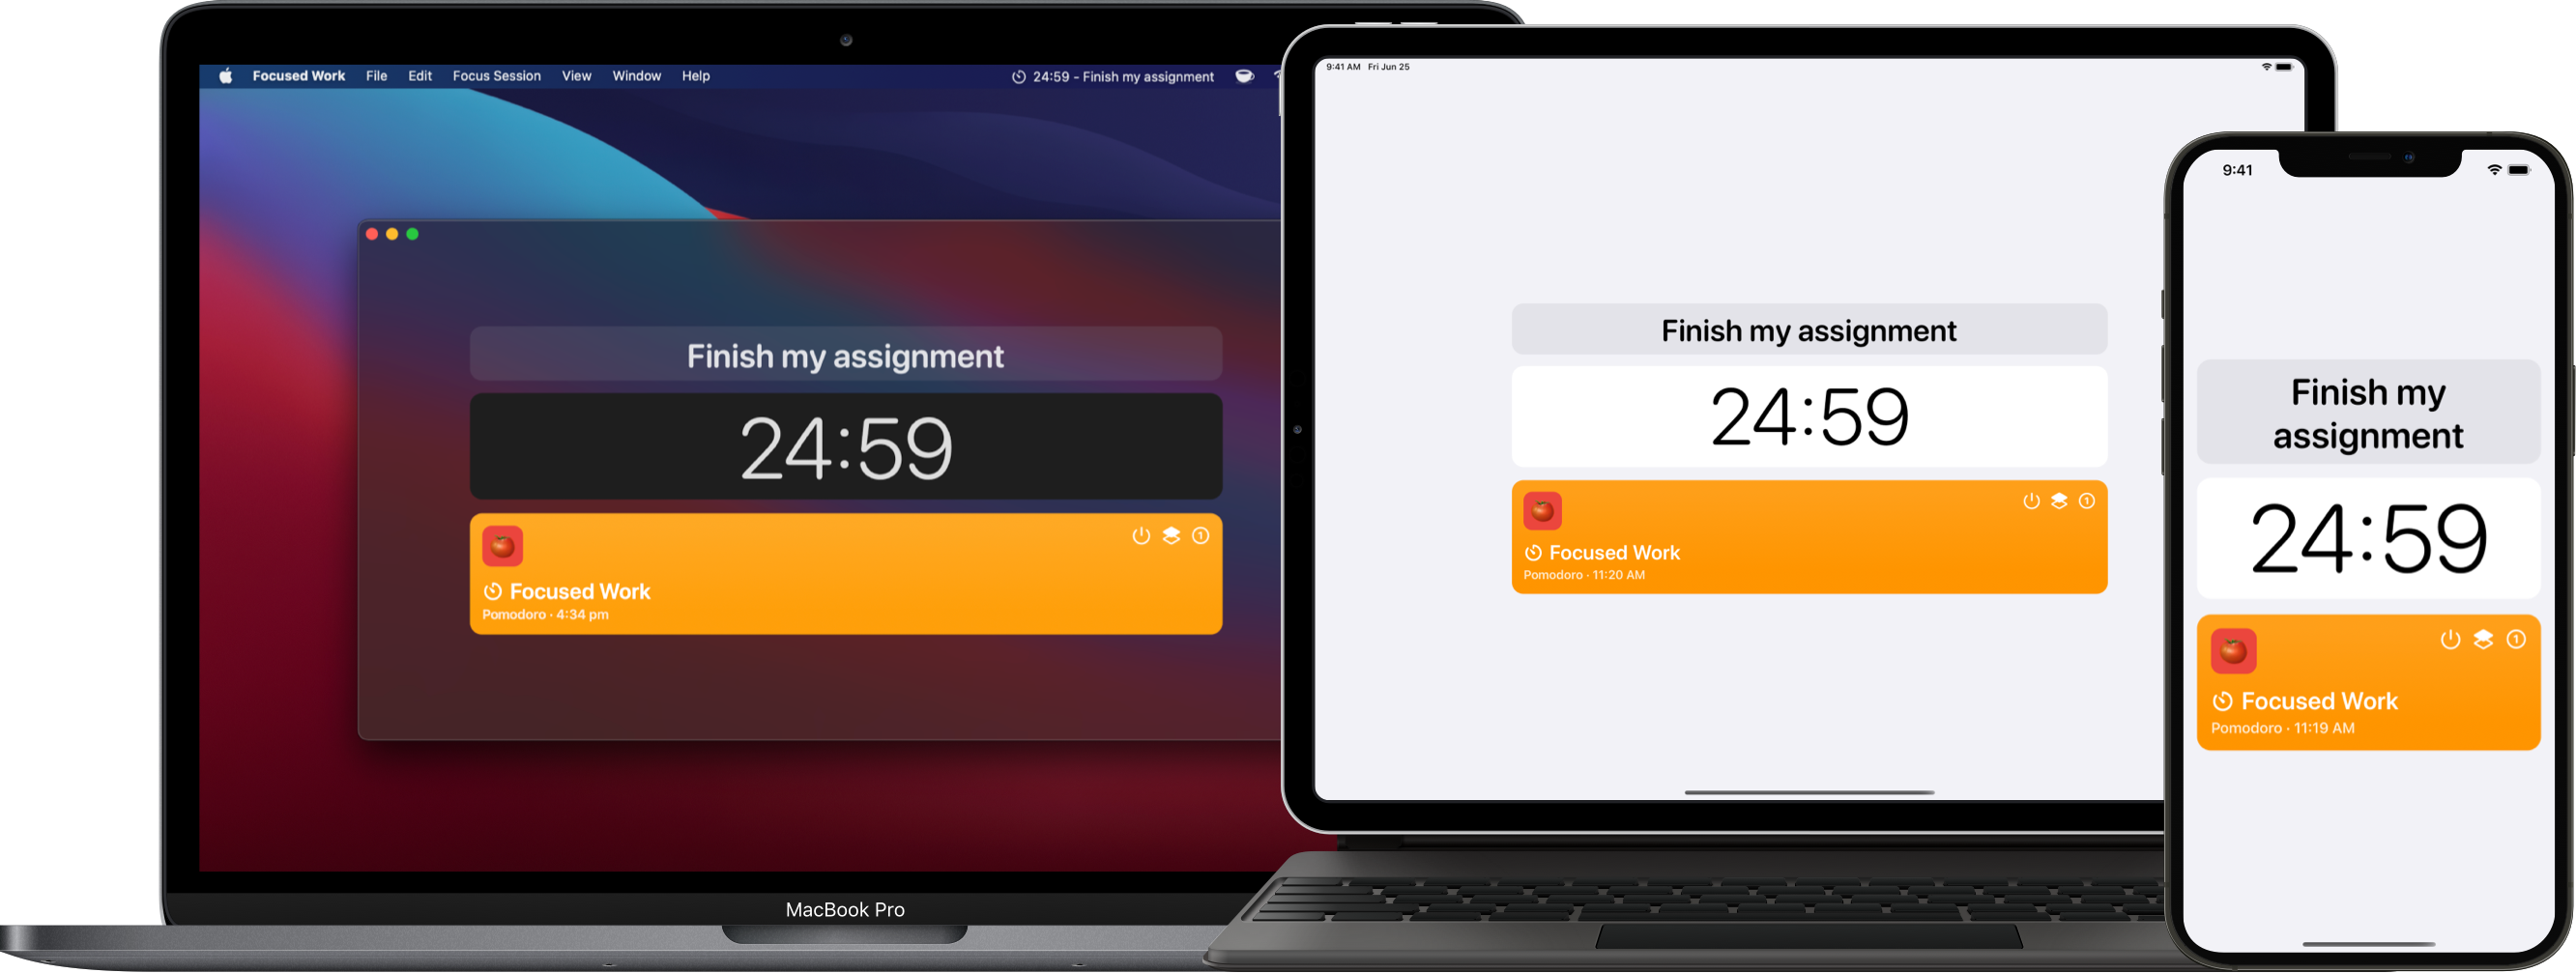 Focused Work File Edit Focus Session View Window Help 24:59 - Finish my assignment
Finish my assignment
24:59
1
Focused Work
Pomodoro · 4:34 pm
MacBook Pro
9:41 AM Fri Jun 25
Finish my assignment
24:59
1
Focused Work
Pomodoro · 11:20 AM
9:41
Finish my
assignment
24:59
1
Focused Work
Pomodoro · 11:19 AM